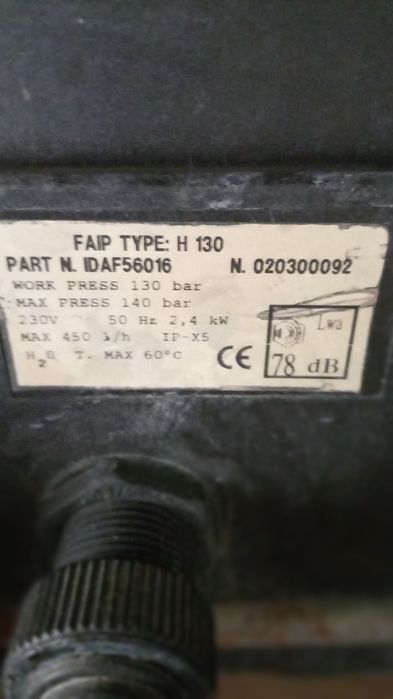 FAIP TYPE: H 130
PART N. IDAF56016 N. 020300092
WORK PRESS 130 bar
MAX PRESS 140 bar
230V ~ 50 Hz 2,4 kW
MAX 450 l/h IP-X5
H₂O T. MAX 60°C
CE
Lwa
78 dB